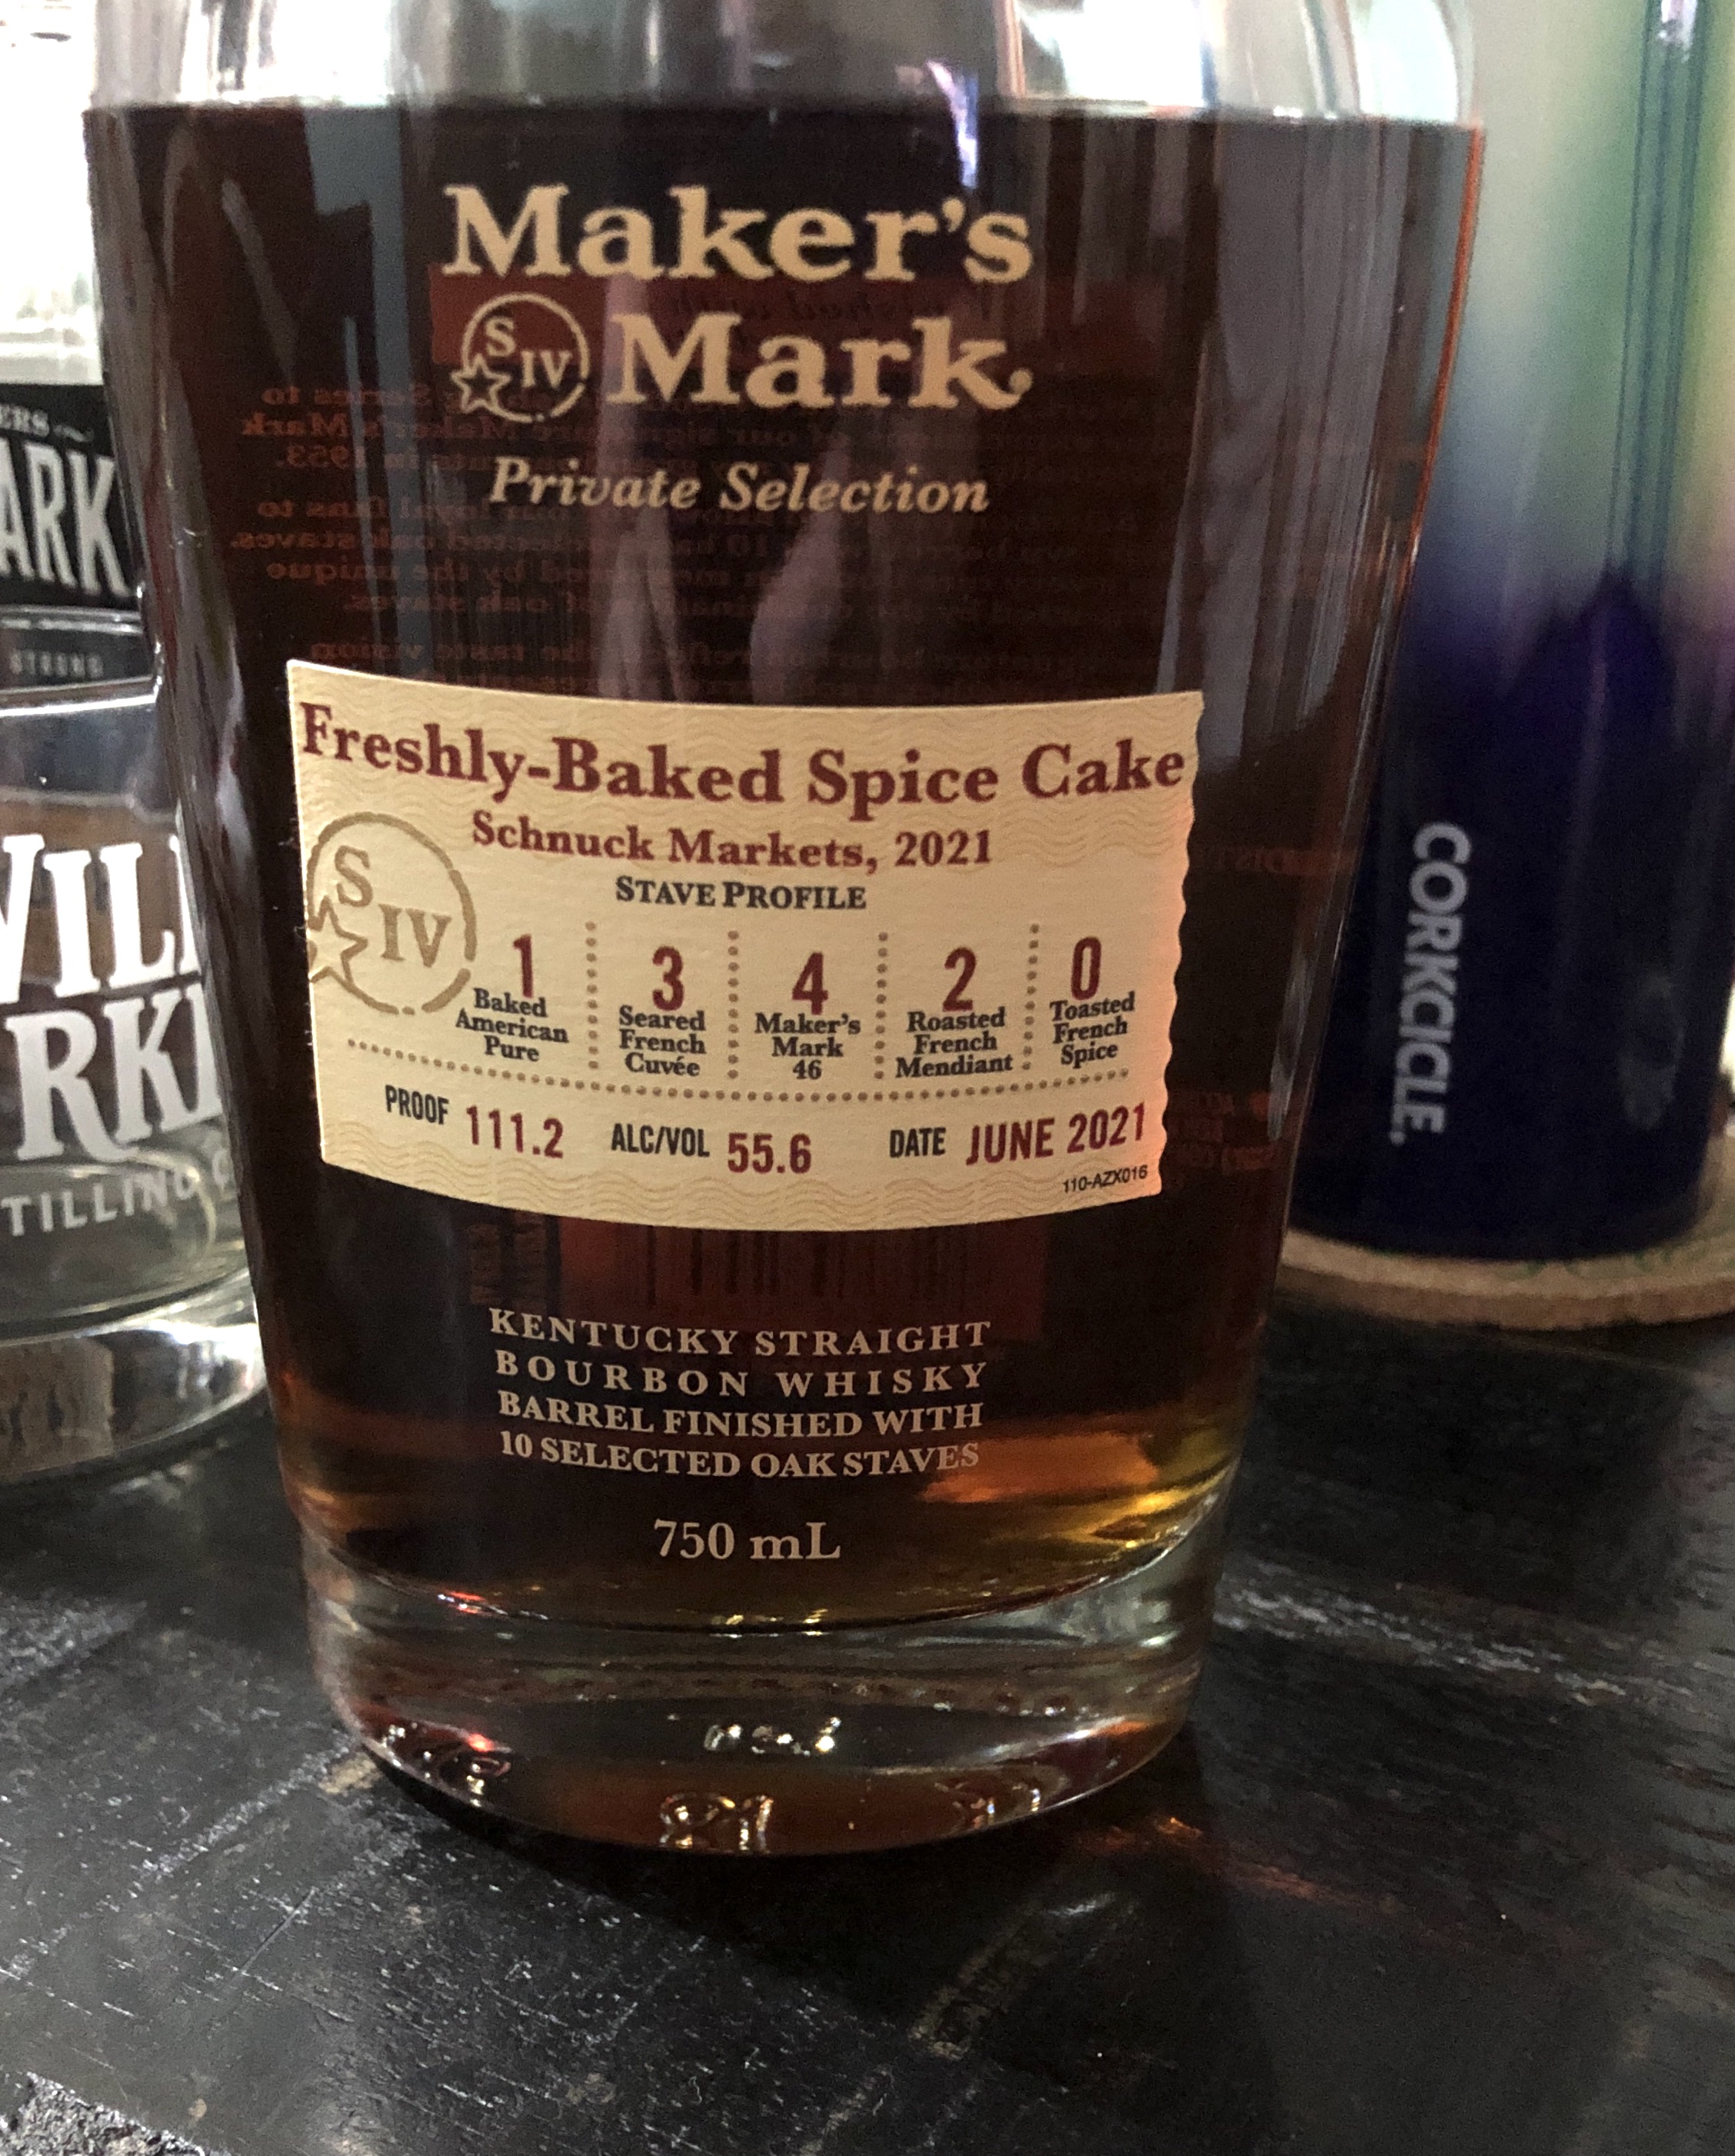 Maker's
S IV Mark
Private Selection
Freshly-Baked Spice Cake
Schnuck Markets, 2021
STAVE PROFILE
S IV
1 3 4 2 0
Baked American Pure
Seared French Cuvée
Maker's Mark 46
Roasted French Mendiant
Toasted French Spice
PROOF 111.2 ALC/VOL 55.6 DATE JUNE 2021
110-AZX016
KENTUCKY STRAIGHT
BOURBON WHISKY
BARREL FINISHED WITH
10 SELECTED OAK STAVES
750 mL
CORKCICLE.
STRONG